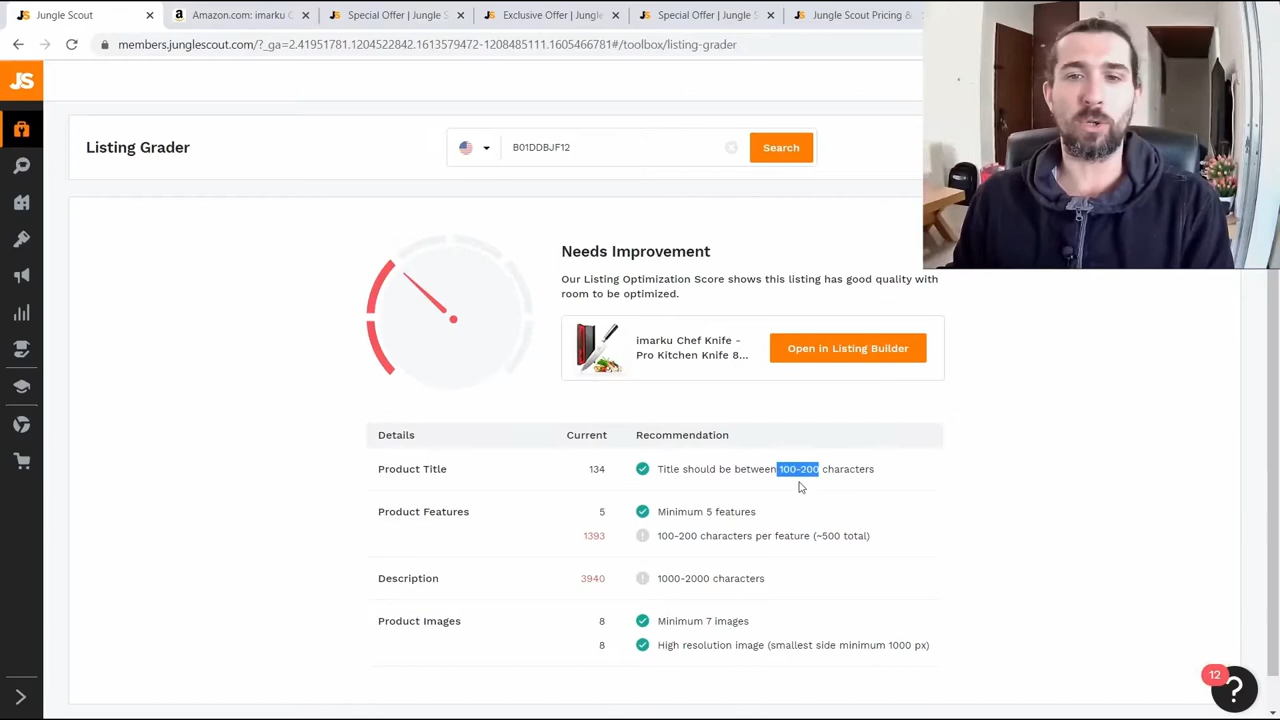 Jungle Scout
Amazon.com: imarku C
Special Offer | Jungle S
Exclusive Offer | Jungle
Special Offer | Jungle S
Jungle Scout Pricing &
members.junglescout.com/?_ga=2.41951781.1204522842.1613579472-1208485111.1605466781#/toolbox/listing-grader
JS
Listing Grader
B01DDBJF12
Search
Needs Improvement
Our Listing Optimization Score shows this listing has good quality with
room to be optimized.
imarku Chef Knife -
Pro Kitchen Knife 8...
Open in Listing Builder
Details Current Recommendation
Product Title 134 Title should be between 100-200 characters
Product Features 5 Minimum 5 features
1393 100-200 characters per feature (~500 total)
Description 3940 1000-2000 characters
Product Images 8 Minimum 7 images
8 High resolution image (smallest side minimum 1000 px)
12
?